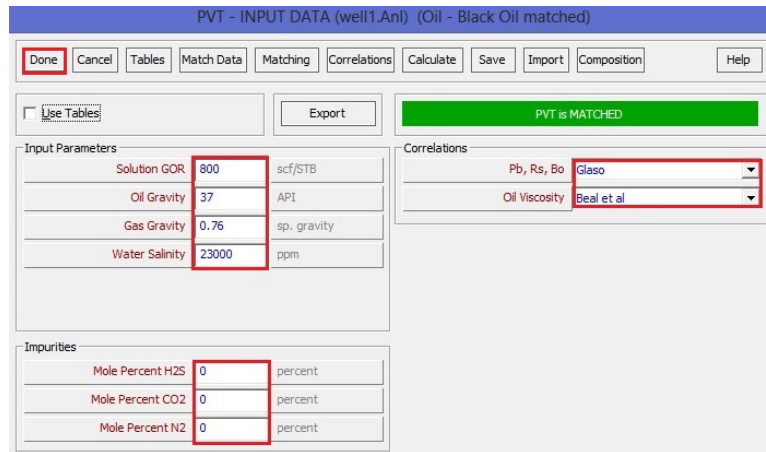 PVT - INPUT DATA (well1.Anl) (Oil - Black Oil matched)
Done Cancel Tables Match Data Matching Correlations Calculate Save Import Composition Help
Use Tables Export PVT is MATCHED
Input Parameters Correlations
Solution GOR 800 scf/STB Pb, Rs, Bo Glaso
Oil Gravity 37 API Oil Viscosity Beal et al
Gas Gravity 0.76 sp. gravity
Water Salinity 23000 ppm
Impurities
Mole Percent H2S 0 percent
Mole Percent CO2 0 percent
Mole Percent N2 0 percent